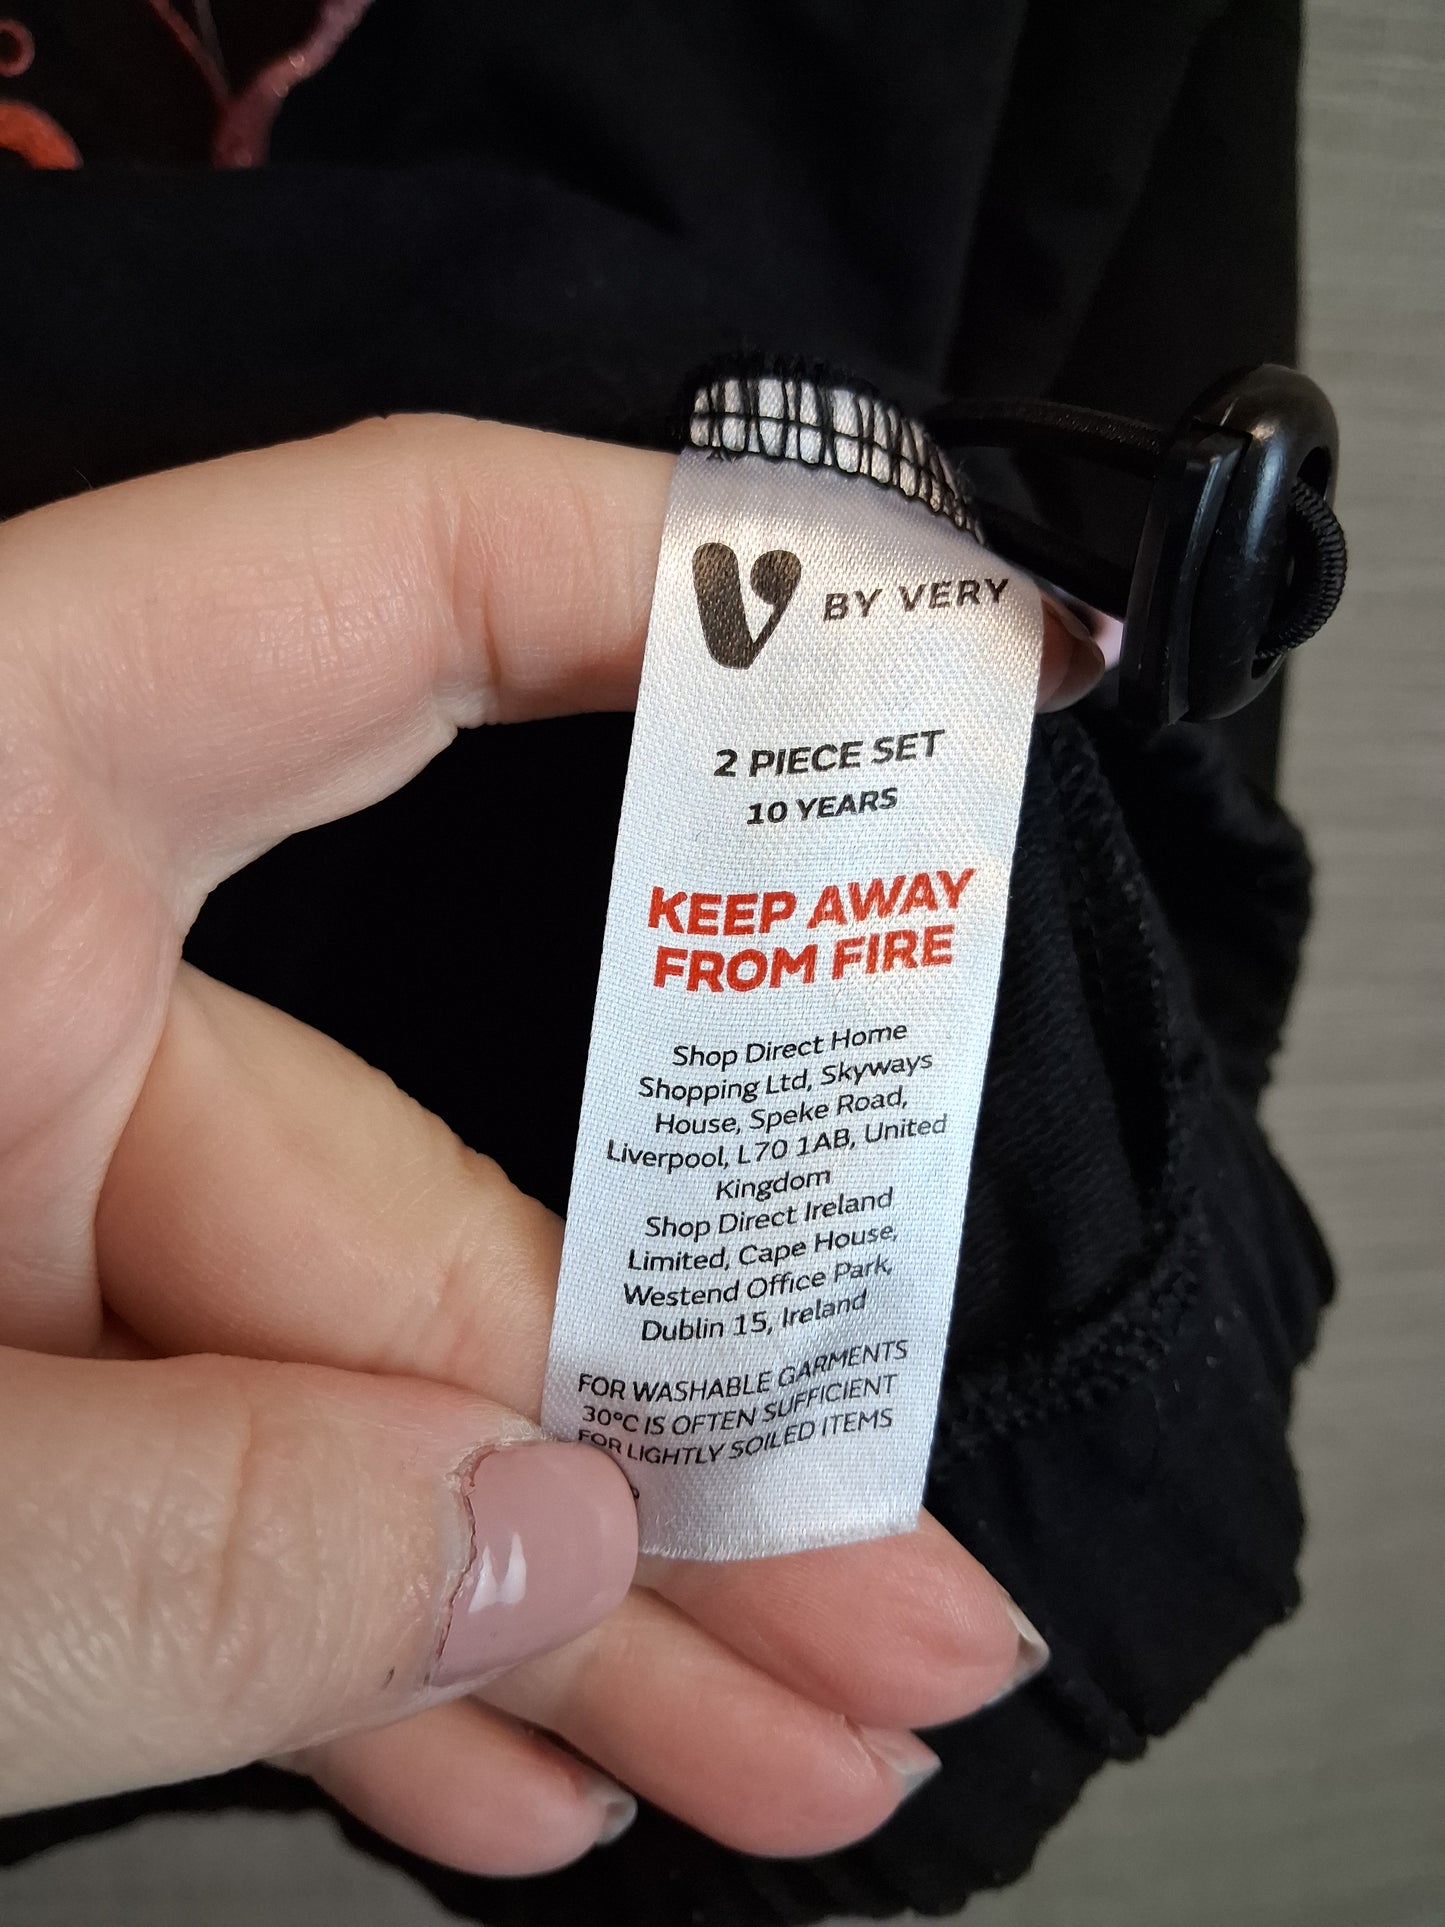 V BY VERY
2 PIECE SET
10 YEARS
KEEP AWAY
FROM FIRE
Shop Direct Home
Shopping Ltd, Skyways
House, Speke Road,
Liverpool, L70 1AB, United
Kingdom
Shop Direct Ireland
Limited, Cape House,
Westend Office Park,
Dublin 15, Ireland
FOR WASHABLE GARMENTS
30°C IS OFTEN SUFFICIENT
FOR LIGHTLY SOILED ITEMS